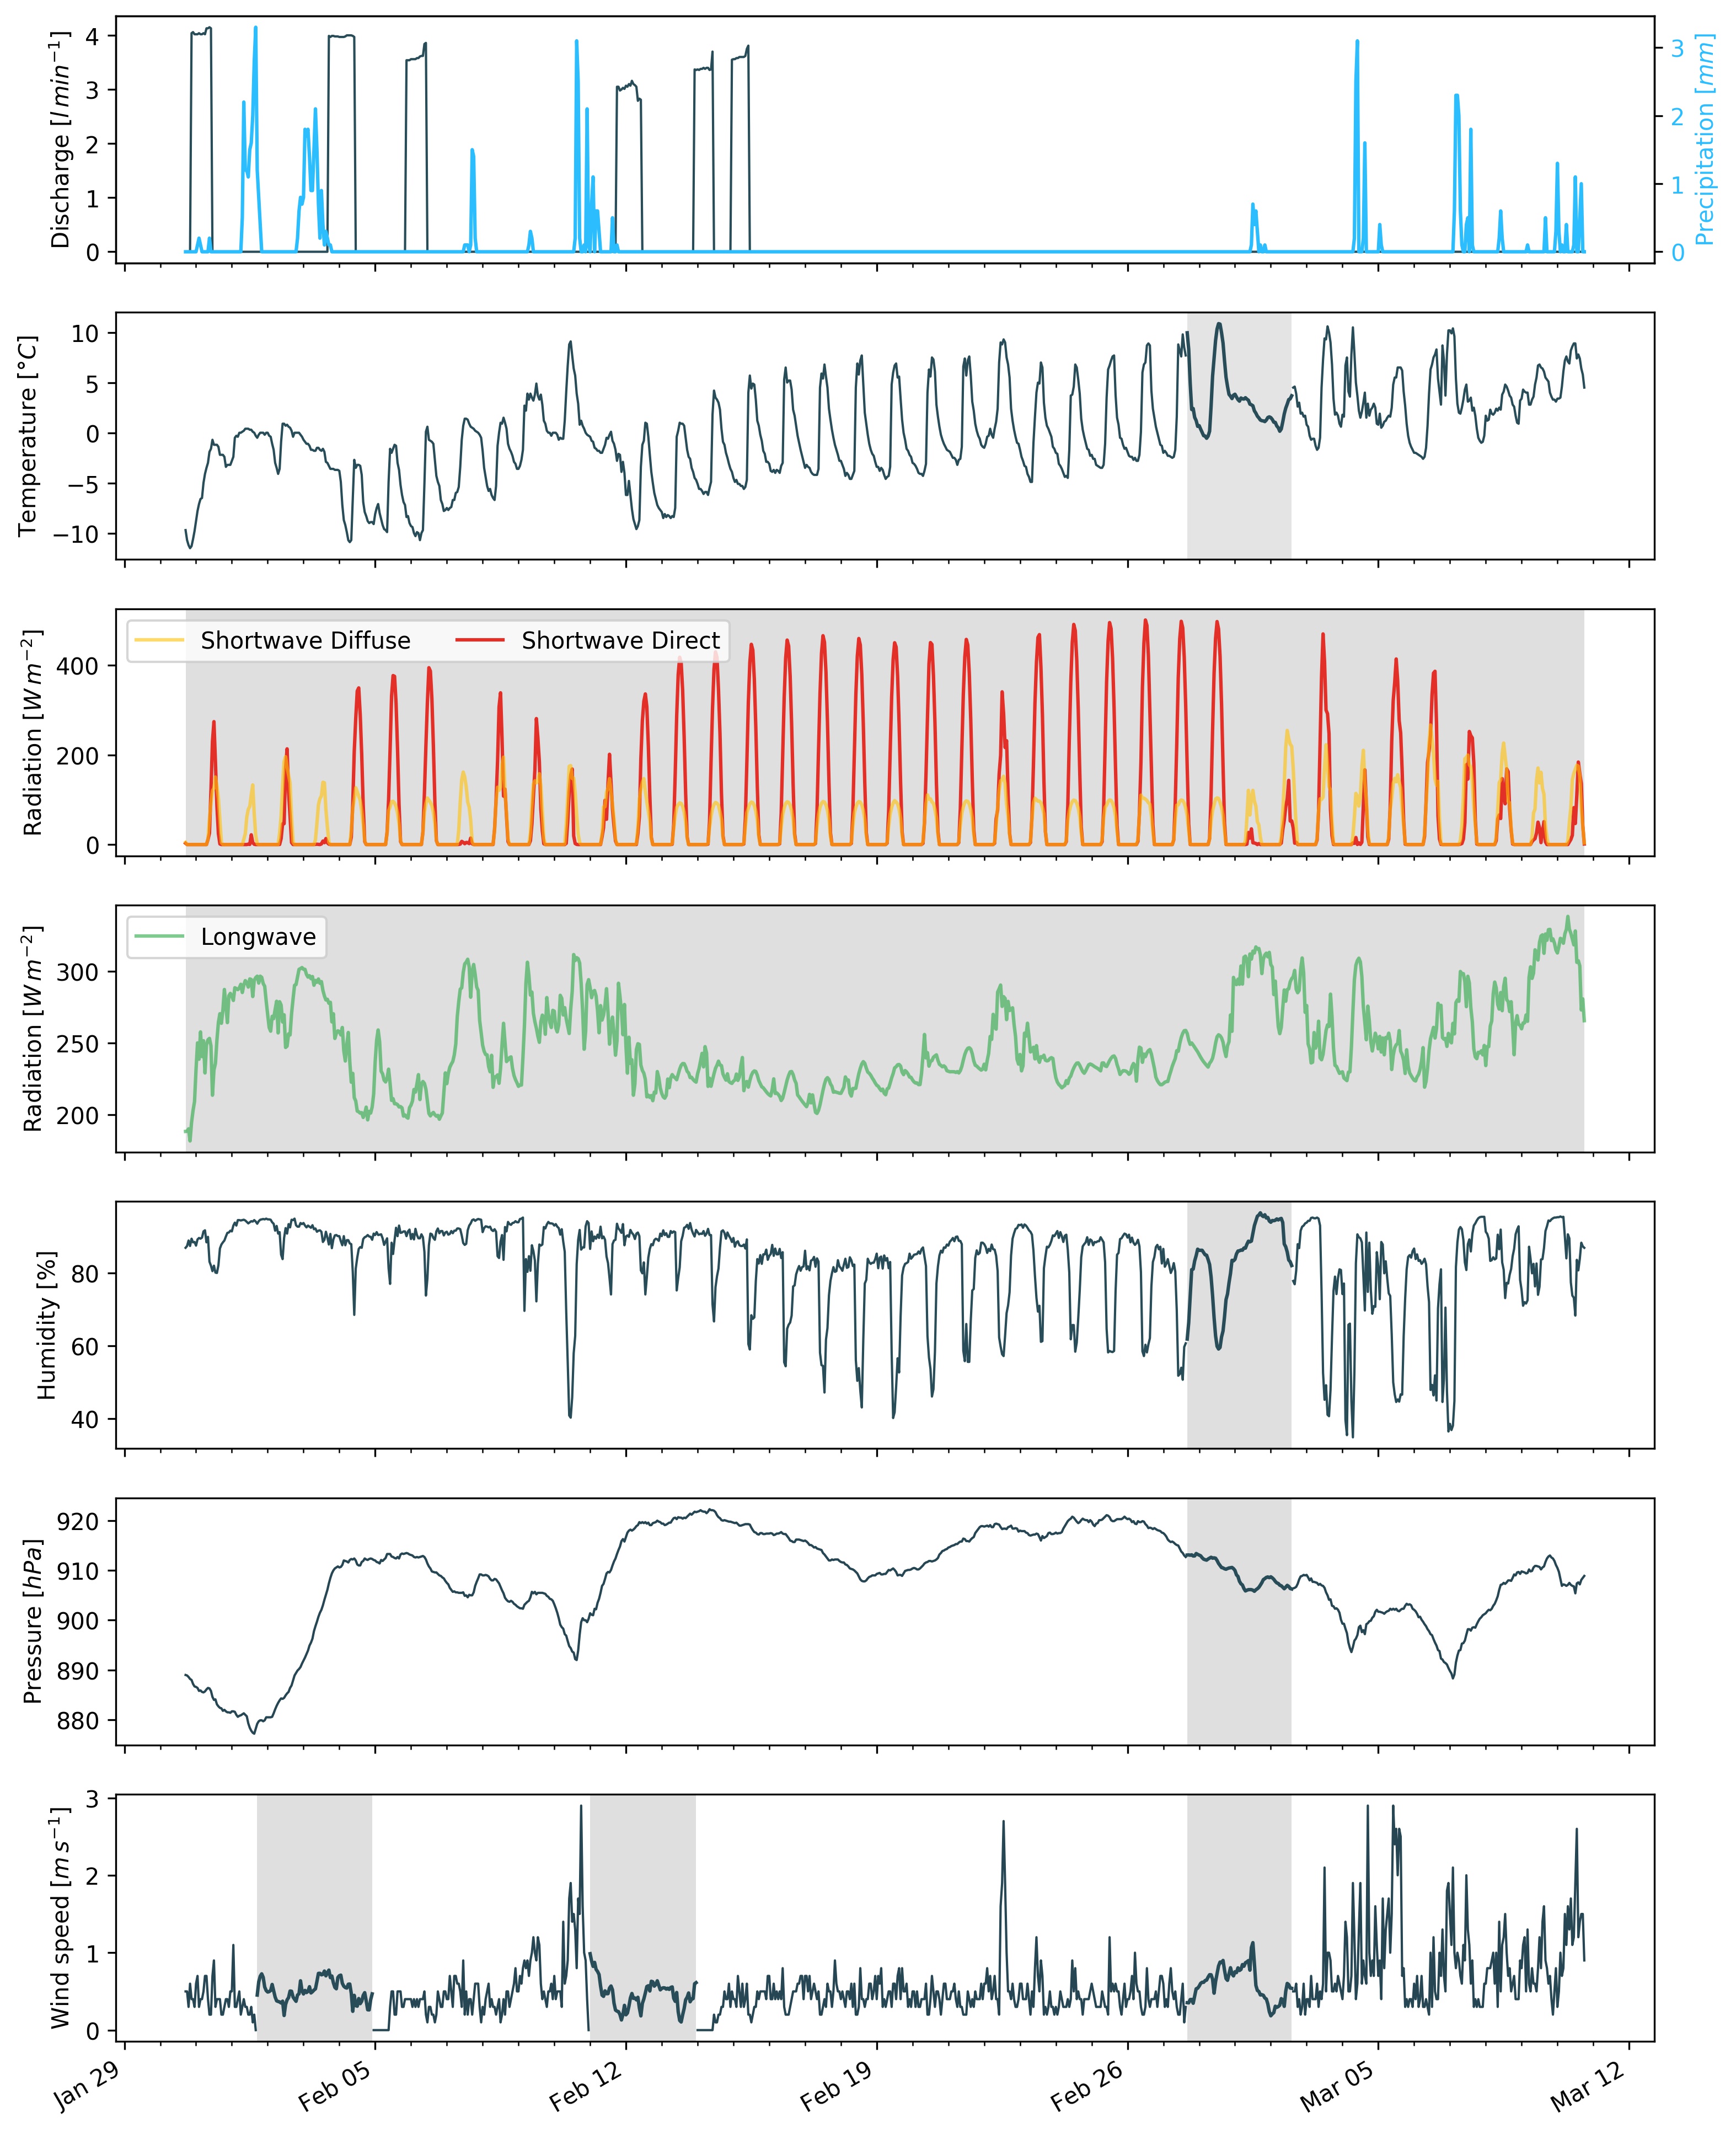 Discharge [l min⁻¹]
4
3
2
1
0
Precipitation [mm]
3
2
1
0
Temperature [°C]
10
5
0
−5
−10
Radiation [W m⁻²]
400
200
0
Shortwave Diffuse
Shortwave Direct
Radiation [W m⁻²]
300
250
200
Longwave
Humidity [%]
80
60
40
Pressure [hPa]
920
910
900
890
880
Wind speed [m s⁻¹]
3
2
1
0
Jan 29
Feb 05
Feb 12
Feb 19
Feb 26
Mar 05
Mar 12